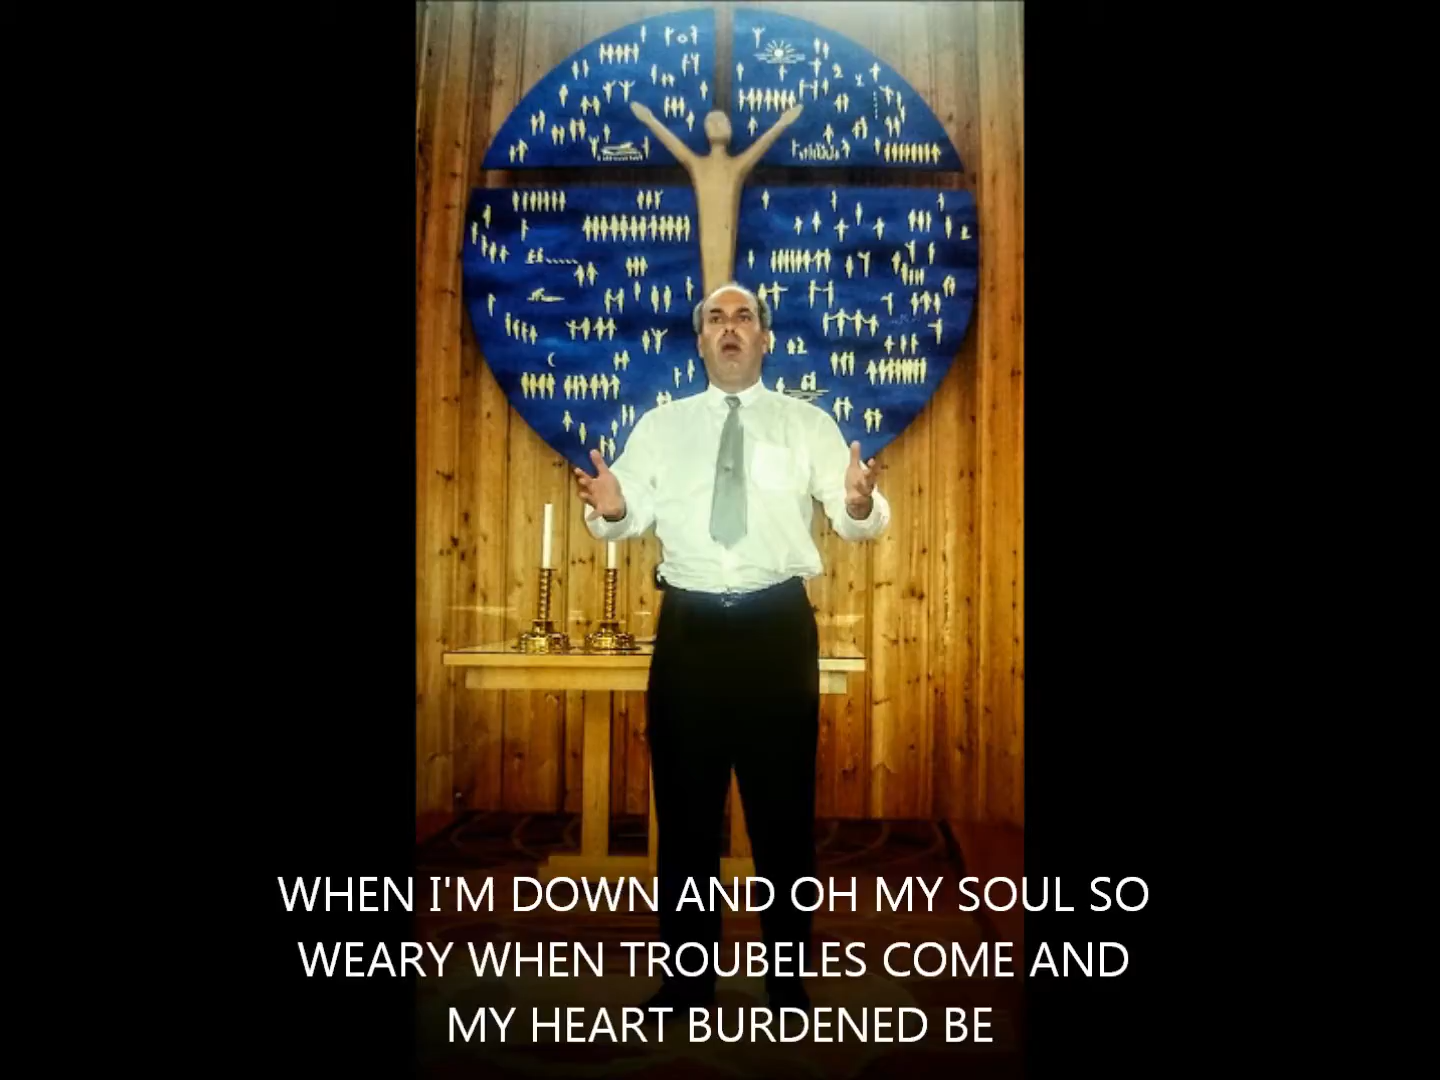 WHEN I'M DOWN AND OH MY SOUL SO
WEARY WHEN TROUBELES COME AND
MY HEART BURDENED BE